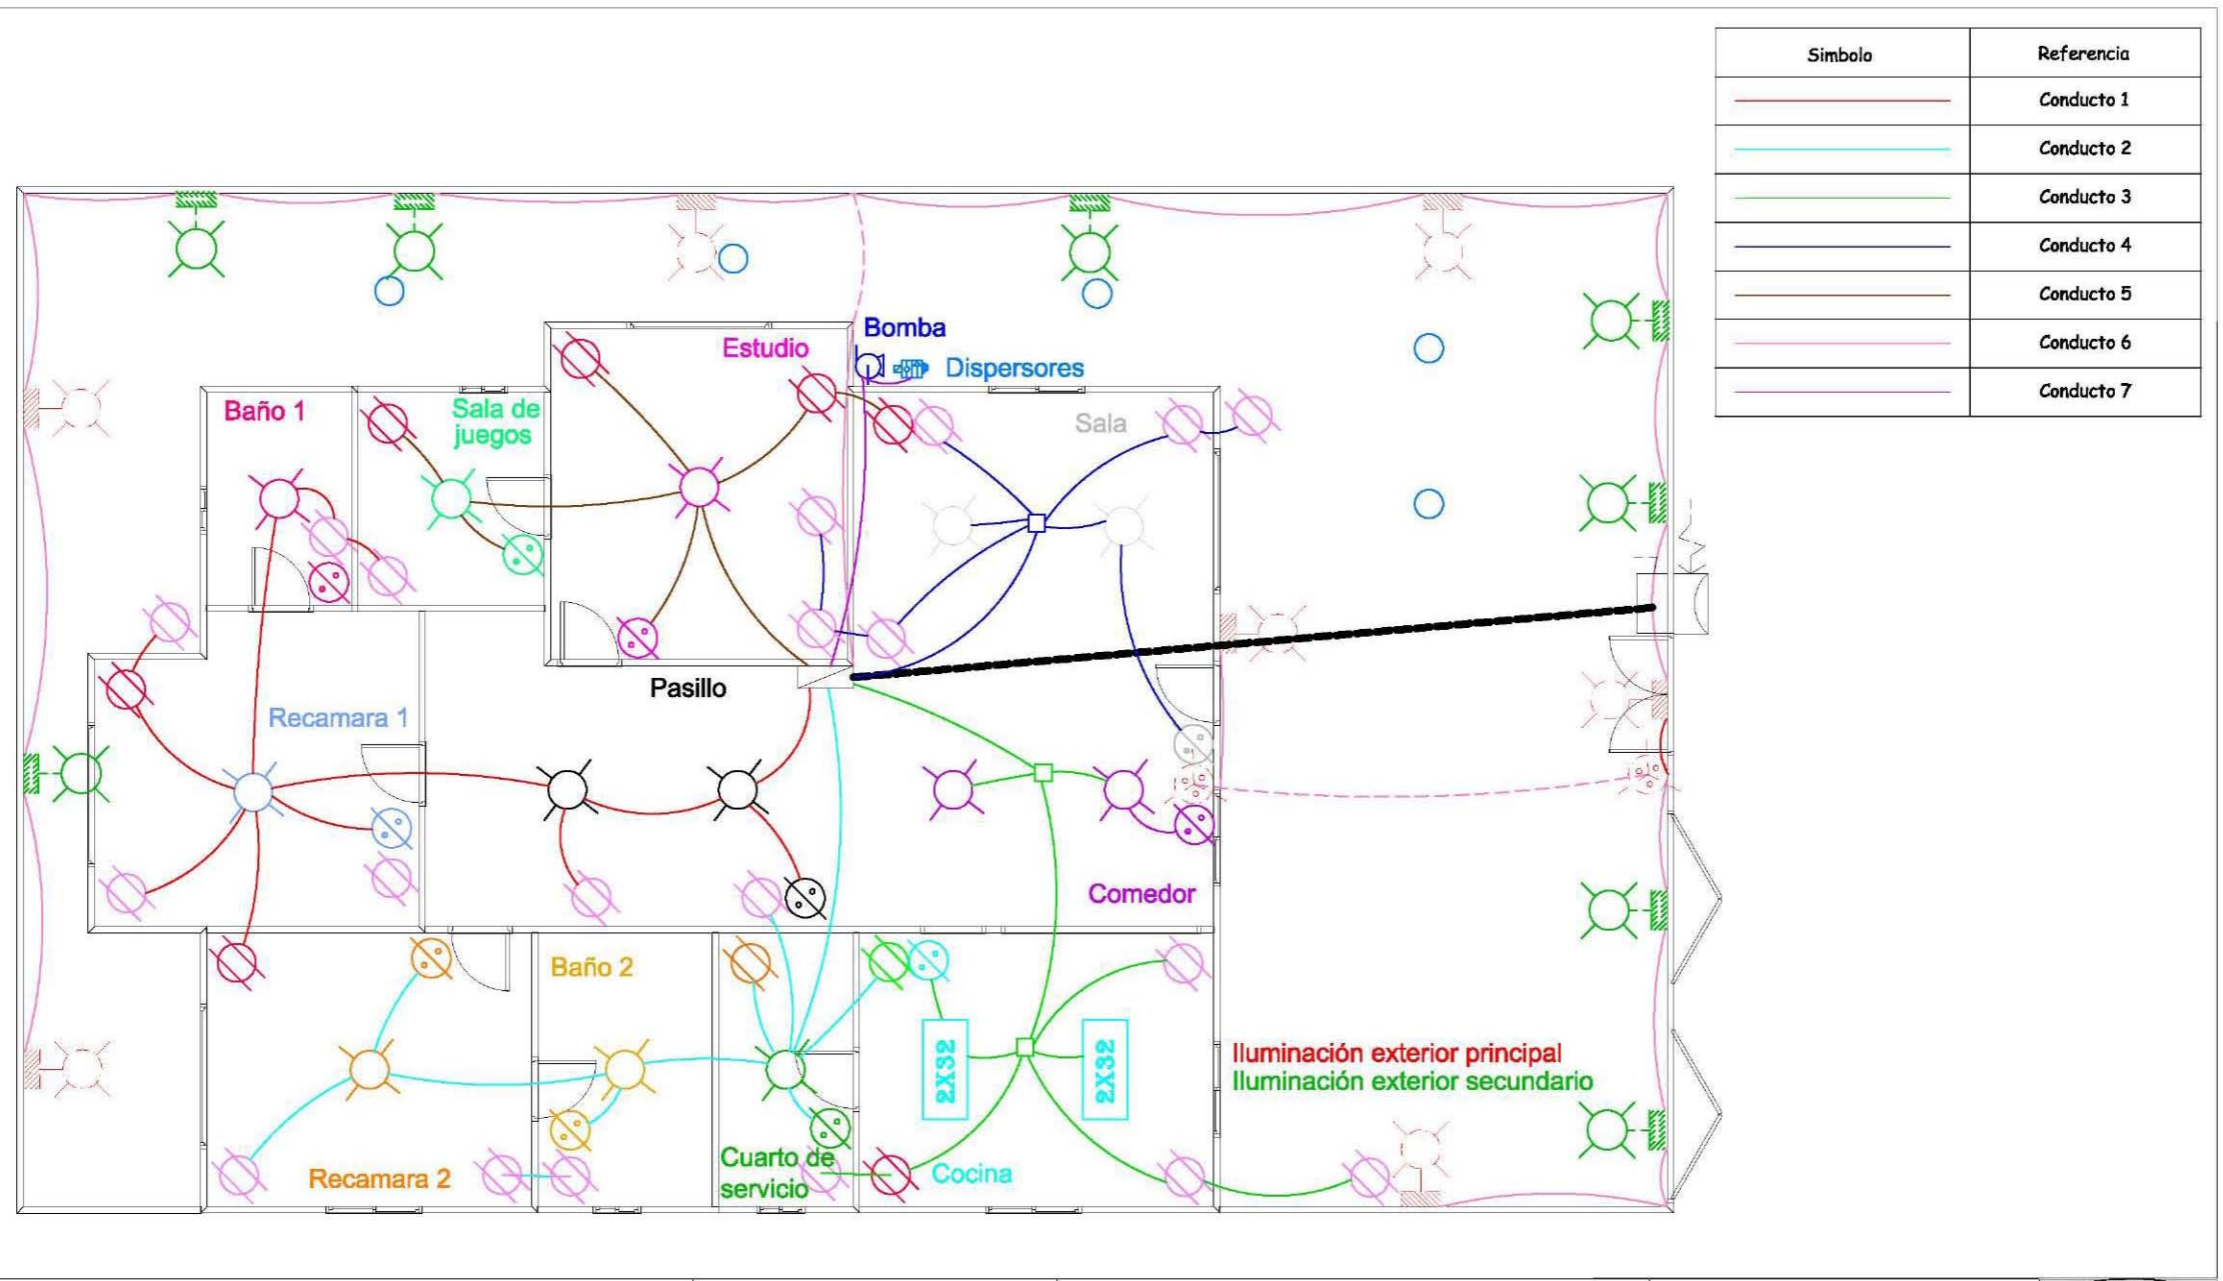 Simbolo Referencia
Conducto 1
Conducto 2
Conducto 3
Conducto 4
Conducto 5
Conducto 6
Conducto 7
Bomba
Estudio
Dispersores
Baño 1
Sala de
juegos
Sala
Pasillo
Recamara 1
Comedor
Baño 2
2X32
2X32
Iluminación exterior principal
Iluminación exterior secundario
Cuarto de
servicio
Recamara 2
Cocina